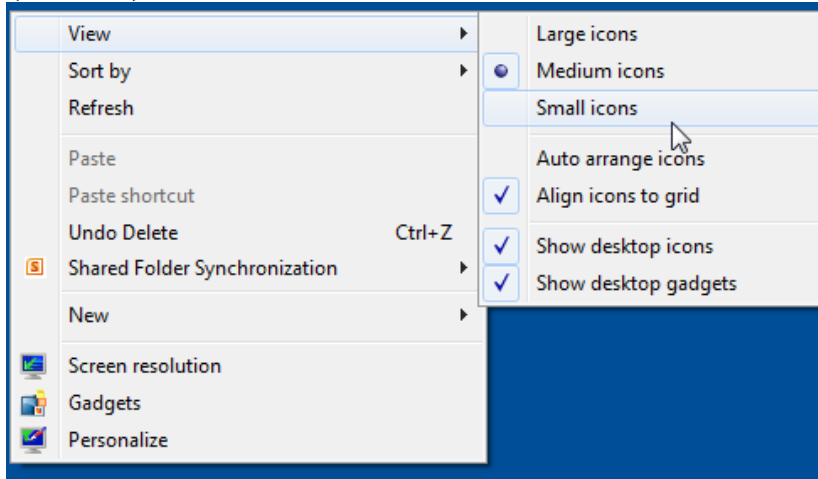 View
Sort by
Refresh
Paste
Paste shortcut
Undo Delete Ctrl+Z
S
Shared Folder Synchronization
New
Screen resolution
Gadgets
Personalize
Large icons
Medium icons
Small icons
Auto arrange icons
Align icons to grid
Show desktop icons
Show desktop gadgets